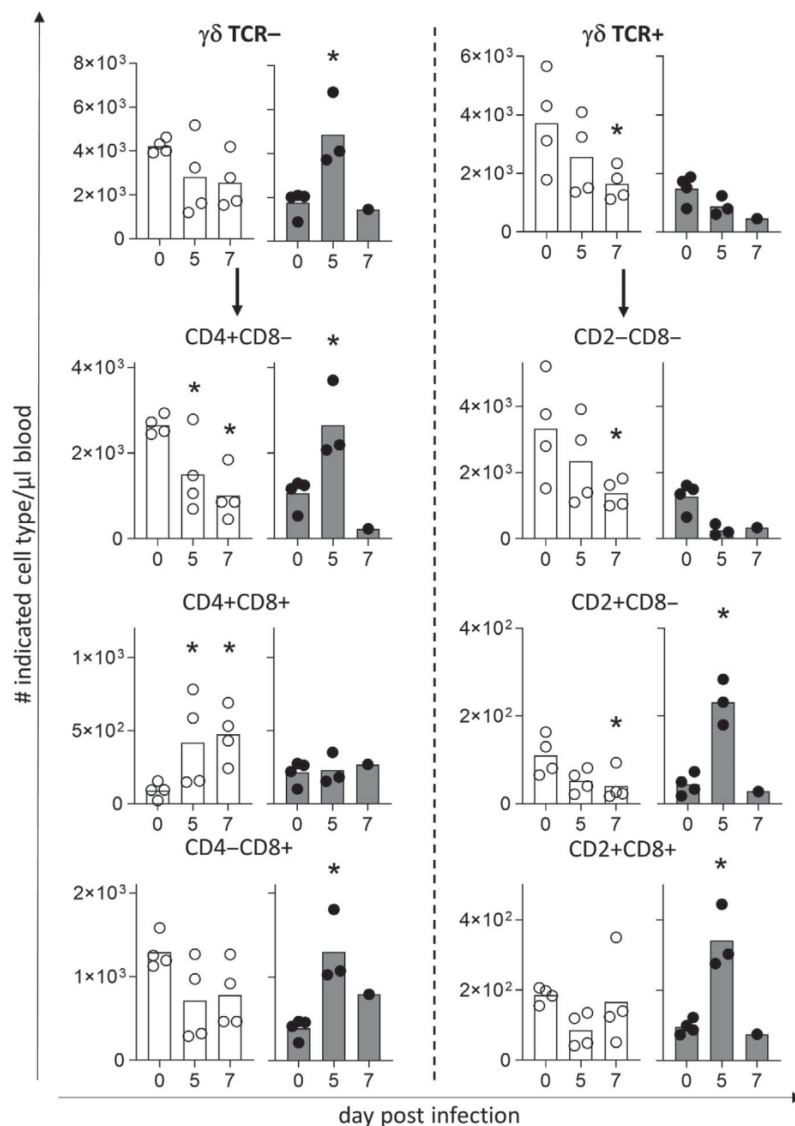 γδ TCR−
8×10³
6×10³
4×10³
2×10³
0
0 5 7
*
0 5 7
γδ TCR+
6×10³
4×10³
2×10³
0
*
0 5 7
0 5 7
CD4+CD8−
4×10³
2×10³
0
* *
0 5 7
*
0 5 7
CD2−CD8−
4×10³
2×10³
0
*
0 5 7
0 5 7
CD4+CD8+
1×10³
5×10²
0
* *
0 5 7
0 5 7
CD2+CD8−
4×10²
2×10²
0
*
0 5 7
*
0 5 7
CD4−CD8+
2×10³
1×10³
0
0 5 7
*
0 5 7
CD2+CD8+
4×10²
2×10²
0
0 5 7
*
0 5 7
# indicated cell type/µl blood
day post infection